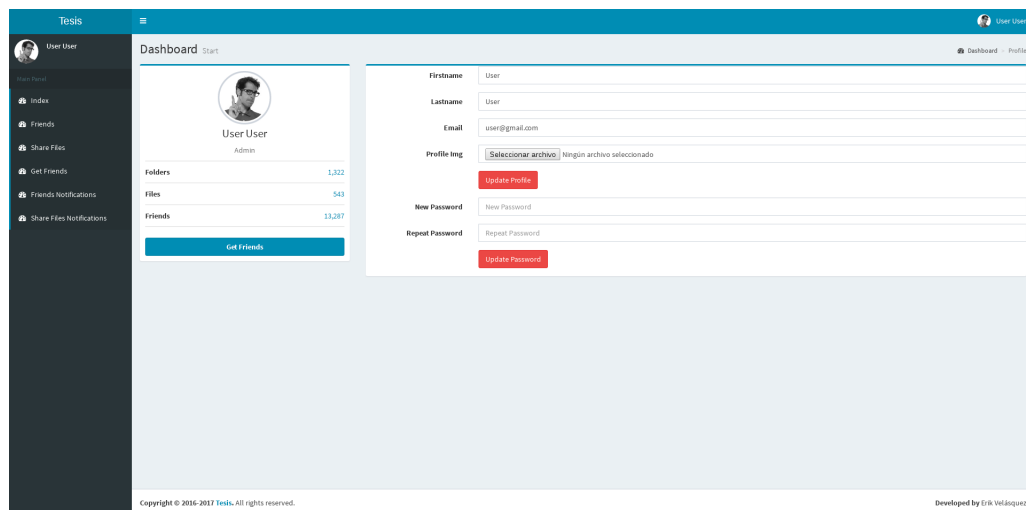 Tesis
User User
User User
Main Panel
Index
Friends
Share Files
Get Friends
Friends Notifications
Share Files Notifications
Dashboard Start
Dashboard > Profile
User User
Admin
Folders 1,322
Files 543
Friends 13,287
Get Friends
Firstname User
Lastname User
Email user@gmail.com
Profile Img Seleccionar archivo Ningún archivo seleccionado
Update Profile
New Password New Password
Repeat Password Repeat Password
Update Password
Copyright © 2016-2017 Tesis. All rights reserved.
Developed by Erik Velásquez